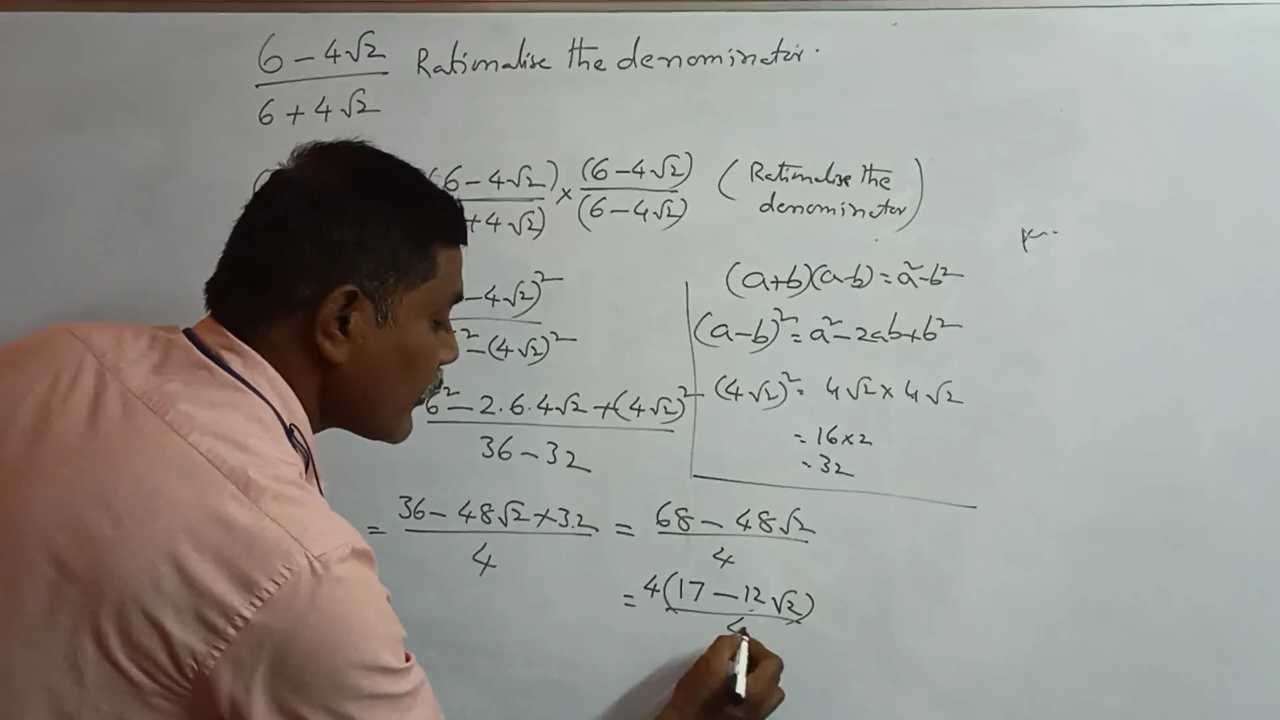 6 - 4√2 Rationalise the denominator.
6 + 4√2
6 - 4√2) × (6 - 4√2) (Rationalise the
+ 4√2) (6 - 4√2) denominator)
(a+b)(a-b) = a² - b²
- 4√2)²
² - (4√2)²
(a-b)² = a² - 2ab + b²
6² - 2.6.4√2 + (4√2)²
36 - 32
(4√2)² = 4√2 × 4√2
= 16 × 2
= 32
= 36 - 48√2 + 32 = 68 - 48√2
4 4
= 4(17 - 12√2)